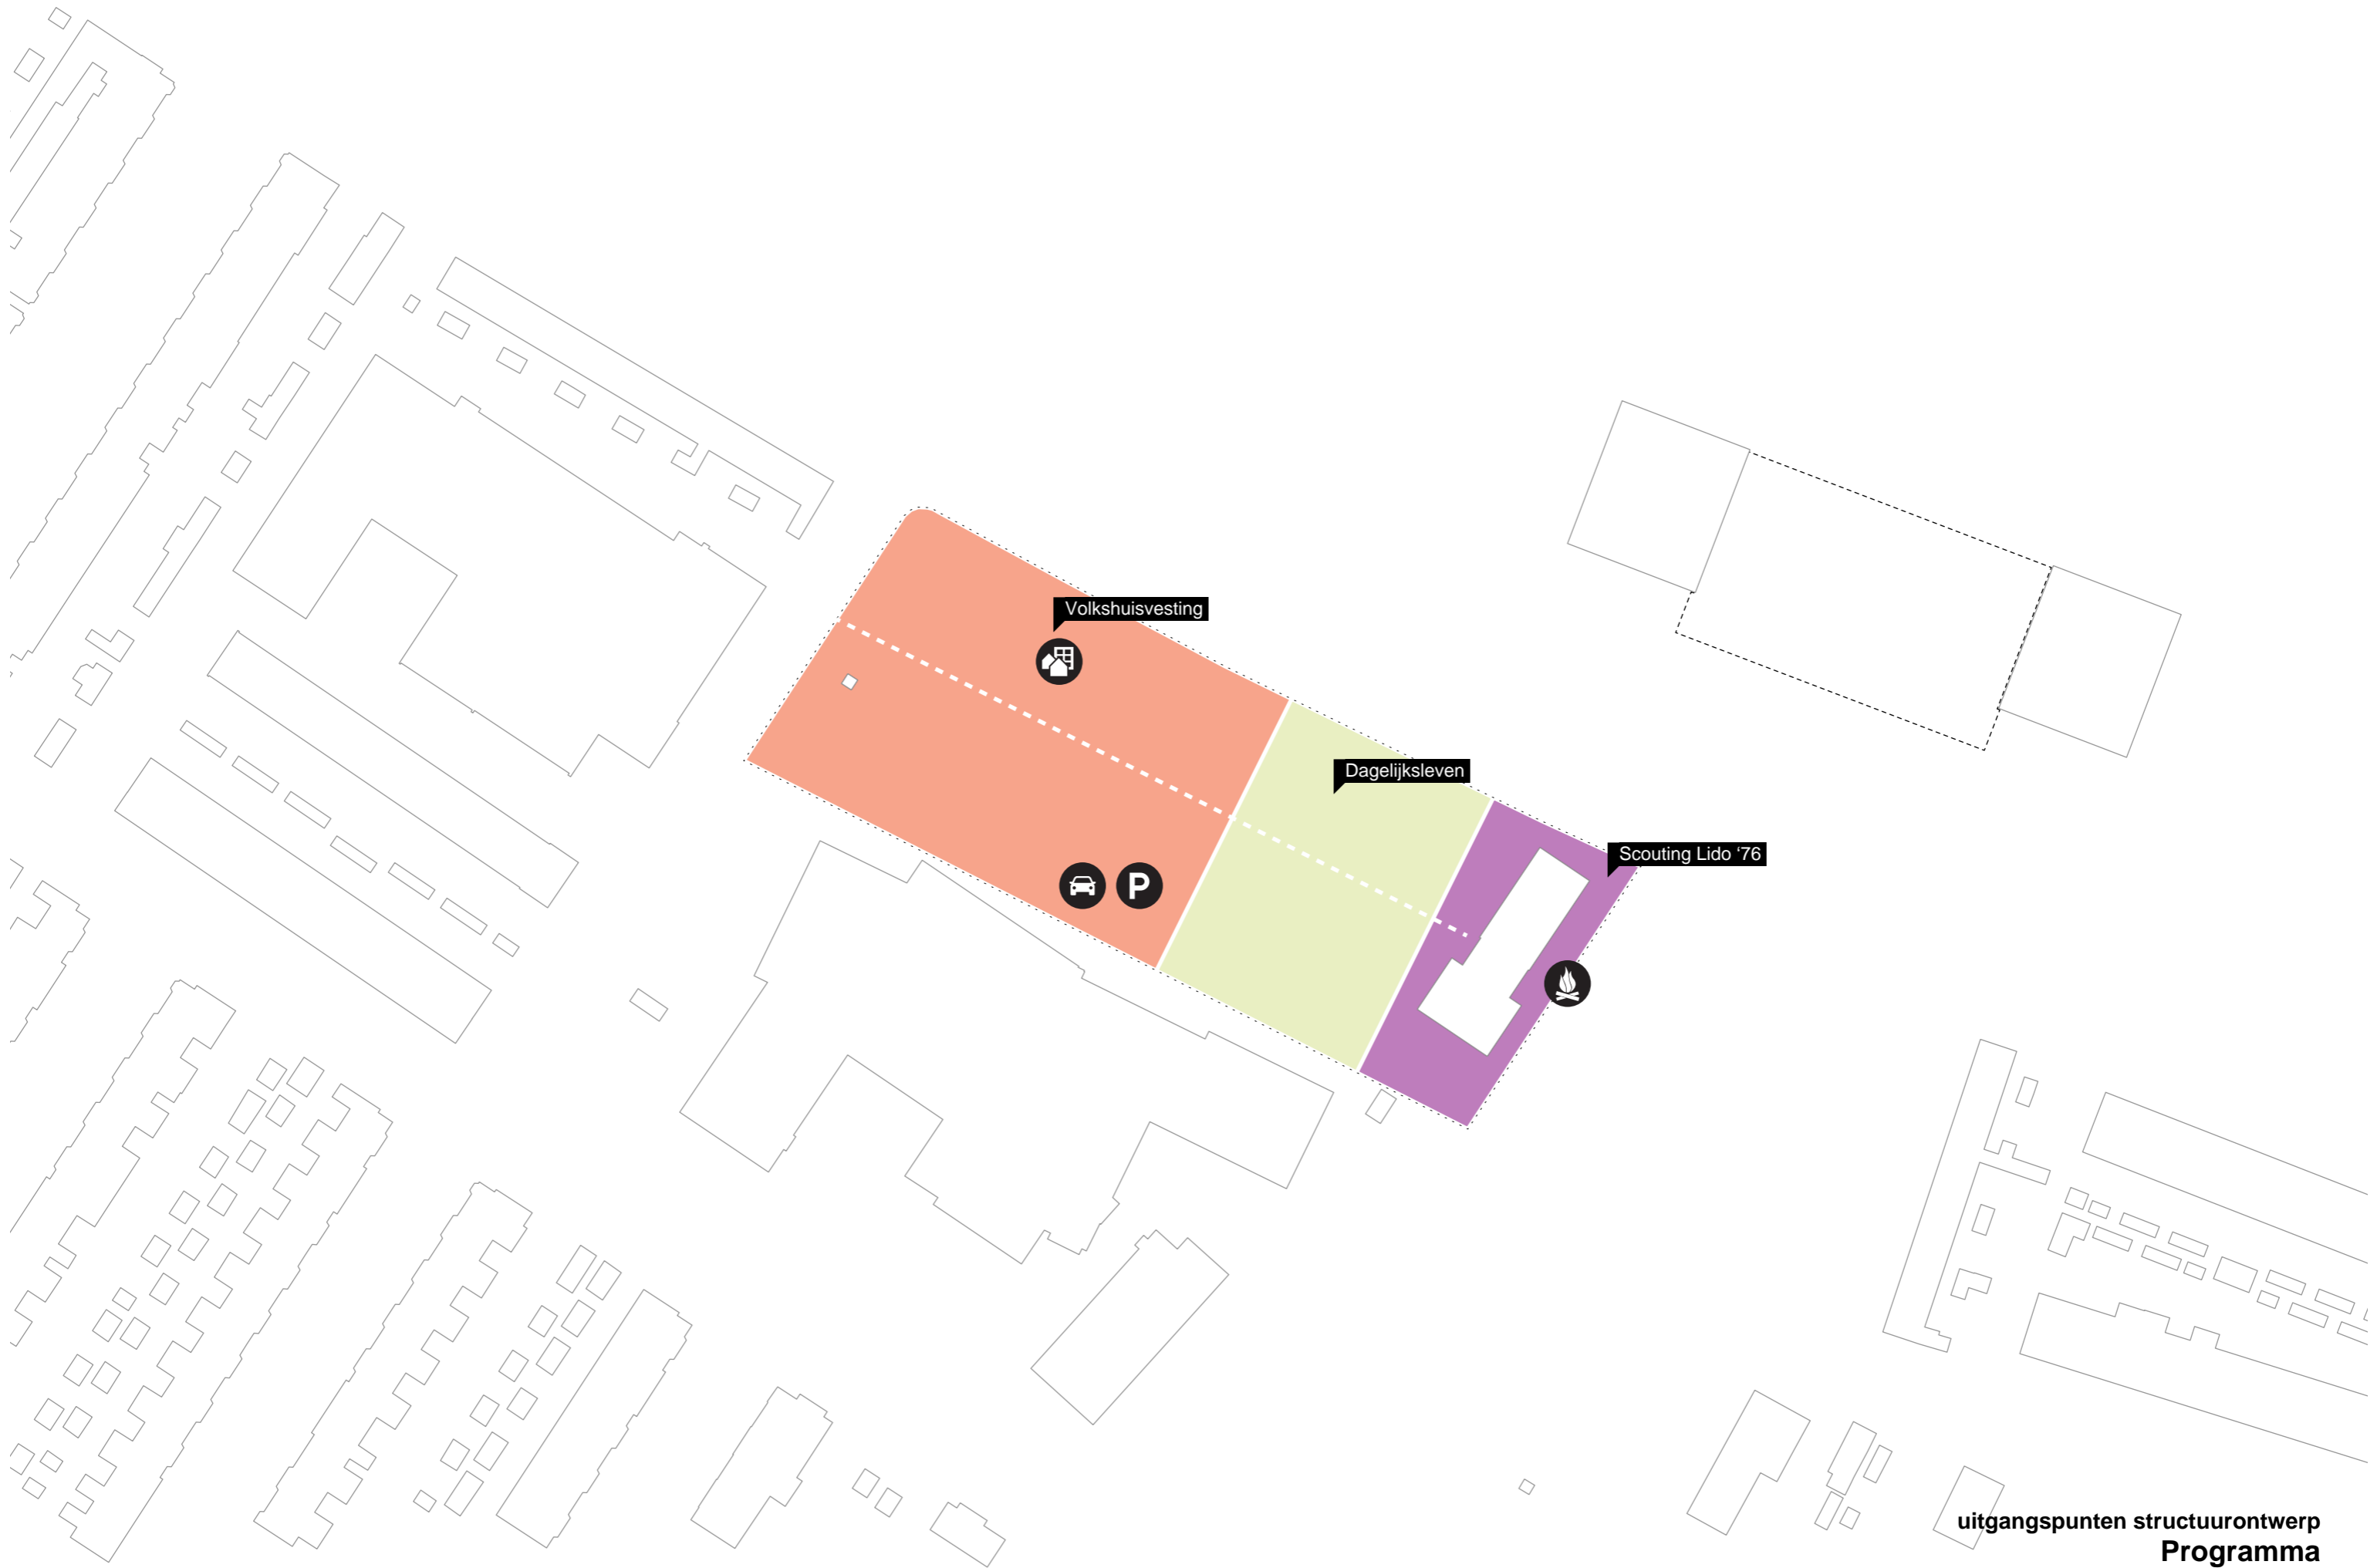 Volkshuisvesting
Dagelijksleven
Scouting Lido ‘76
P
uitgangspunten structuurontwerp
Programma